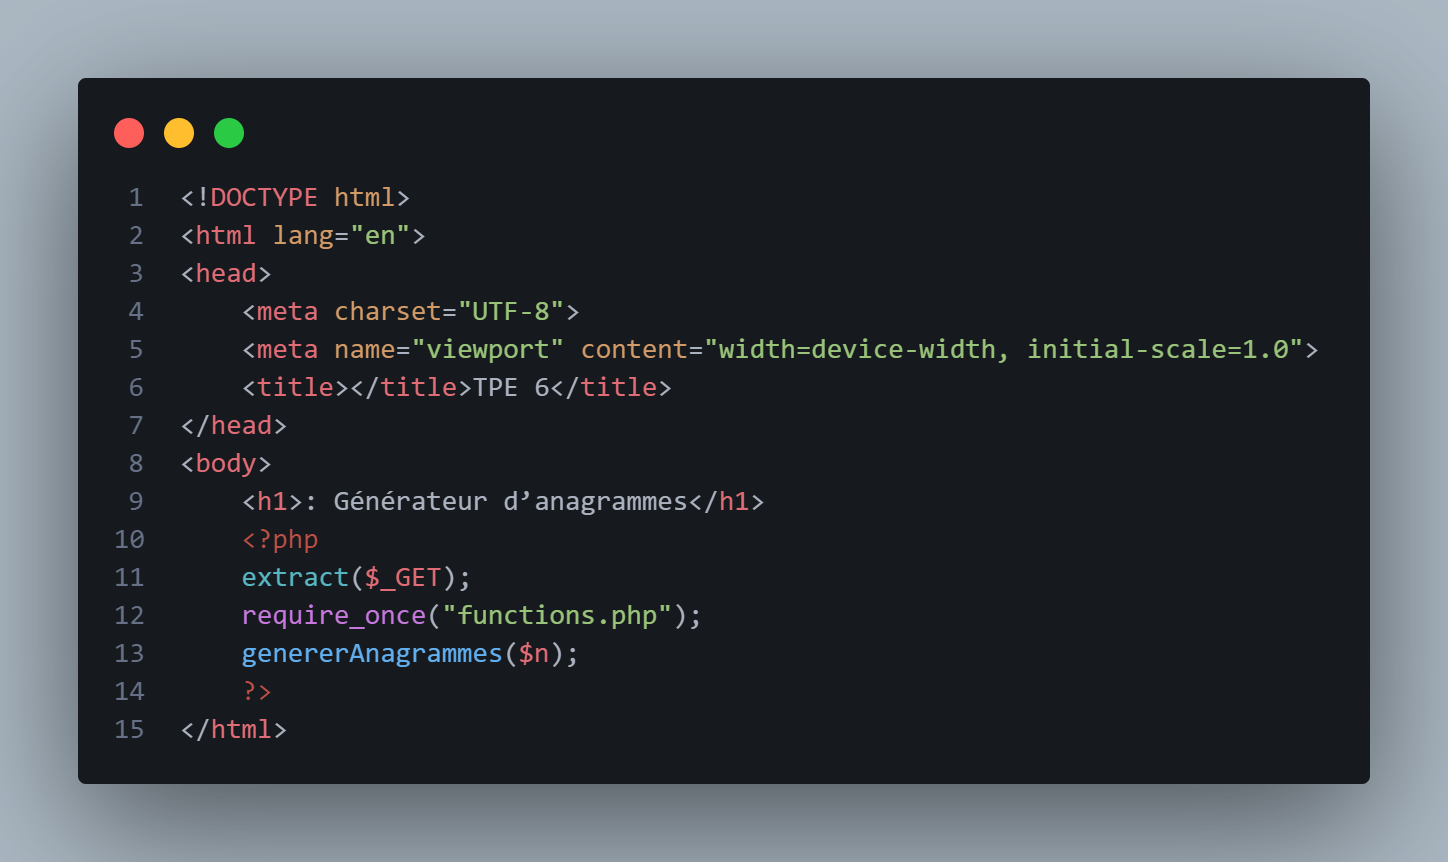 1 <!DOCTYPE html>
2 <html lang="en">
3 <head>
4     <meta charset="UTF-8">
5     <meta name="viewport" content="width=device-width, initial-scale=1.0">
6     <title></title>TPE 6</title>
7 </head>
8 <body>
9     <h1>: Générateur d’anagrammes</h1>
10     <?php
11     extract($_GET);
12     require_once("functions.php");
13     genererAnagrammes($n);
14     ?>
15 </html>